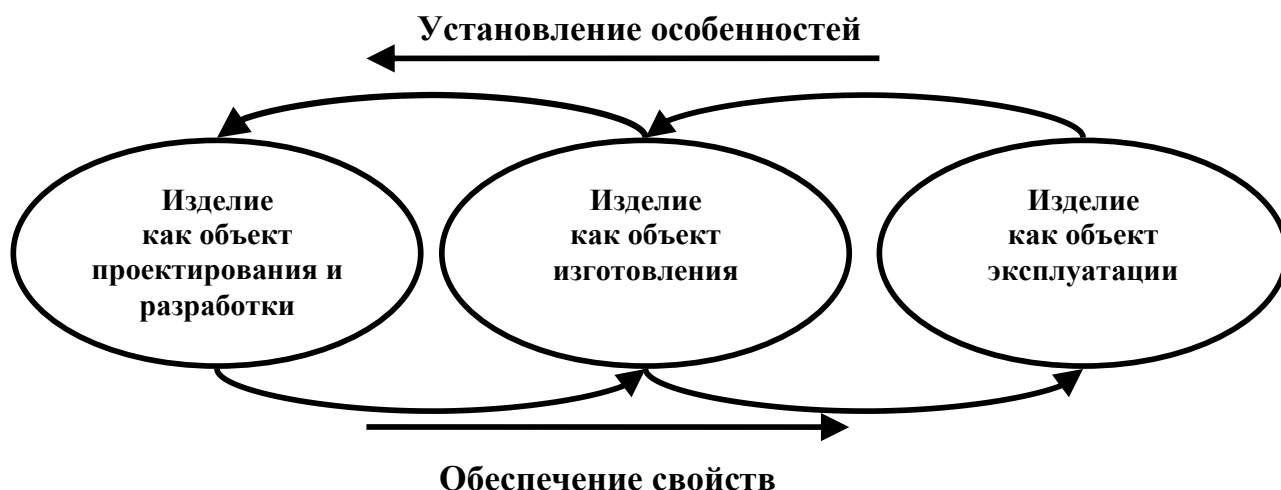 Установление особенностей
Изделие
как объект
проектирования и
разработки
Изделие
как объект
изготовления
Изделие
как объект
эксплуатации
Обеспечение свойств